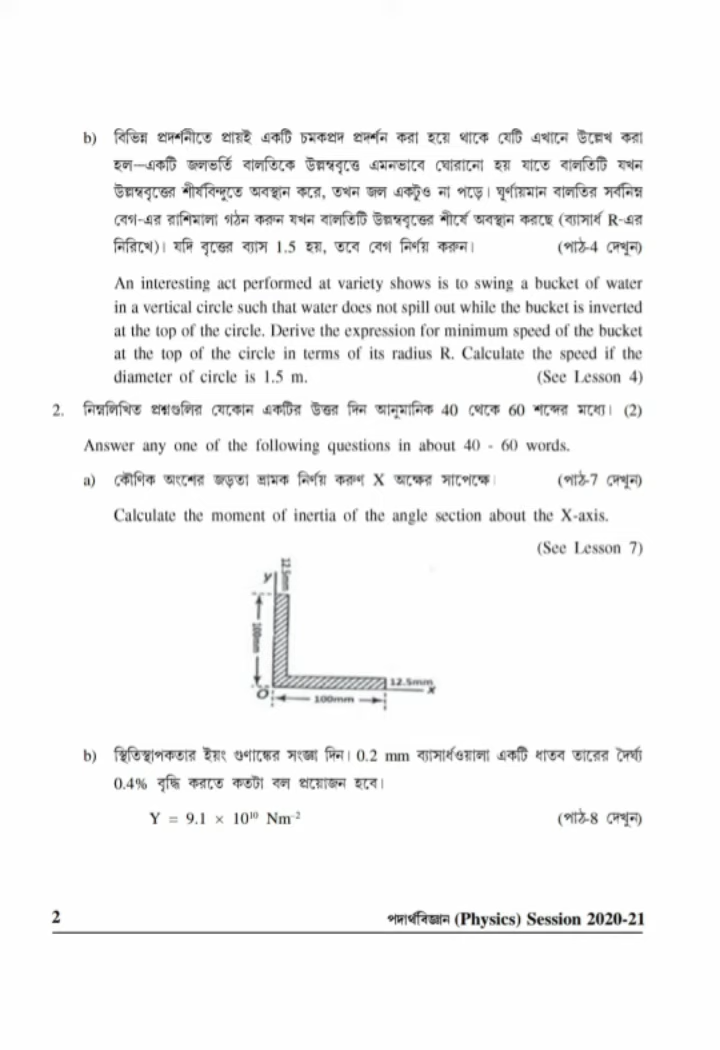 b) বিভিন্ন প্রদর্শনীতে প্রায়ই একটি চমকপ্রদ প্রদর্শন করা হয়ে থাকে যেটি এখানে উল্লেখ করা
হল—একটি জলভর্তি বালতিকে উল্লম্ববৃত্তে এমনভাবে ঘোরানো হয় যাতে বালতিটি যখন
উল্লম্ববৃত্তের শীর্ষবিন্দুতে অবস্থান করে, তখন জল একটুও না পড়ে। ঘূর্ণায়মান বালতির সর্বনিম্ন
বেগ-এর রাশিমালা গঠন করুন যখন বালতিটি উল্লম্ববৃত্তের শীর্ষে অবস্থান করছে (ব্যাসার্ধ R-এর
নিরিখে)। যদি বৃত্তের ব্যাস 1.5 হয়, তবে বেগ নির্ণয় করুন। (পাঠ-4 দেখুন)
An interesting act performed at variety shows is to swing a bucket of water
in a vertical circle such that water does not spill out while the bucket is inverted
at the top of the circle. Derive the expression for minimum speed of the bucket
at the top of the circle in terms of its radius R. Calculate the speed if the
diameter of circle is 1.5 m. (See Lesson 4)
2. নিম্নলিখিত প্রশ্নগুলির যেকোন একটির উত্তর দিন আনুমানিক 40 থেকে 60 শব্দের মধ্যে। (2)
Answer any one of the following questions in about 40 - 60 words.
a) কৌণিক অংশের জড়তা ভ্রামক নির্ণয় করুণ X অক্ষের সাপেক্ষে। (পাঠ-7 দেখুন)
Calculate the moment of inertia of the angle section about the X-axis.
(See Lesson 7)
12.5mm
y
100mm
12.5mm
O
x
100mm
b) স্থিতিস্থাপকতার ইয়ং গুণাঙ্কের সংজ্ঞা দিন। 0.2 mm ব্যাসার্ধওয়ালা একটি ধাতব তারের দৈর্ঘ্য
0.4% বৃদ্ধি করতে কতটা বল প্রয়োজন হবে।
Y = 9.1 × 10¹⁰ Nm⁻² (পাঠ-8 দেখুন)
2 পদার্থবিজ্ঞান (Physics) Session 2020-21